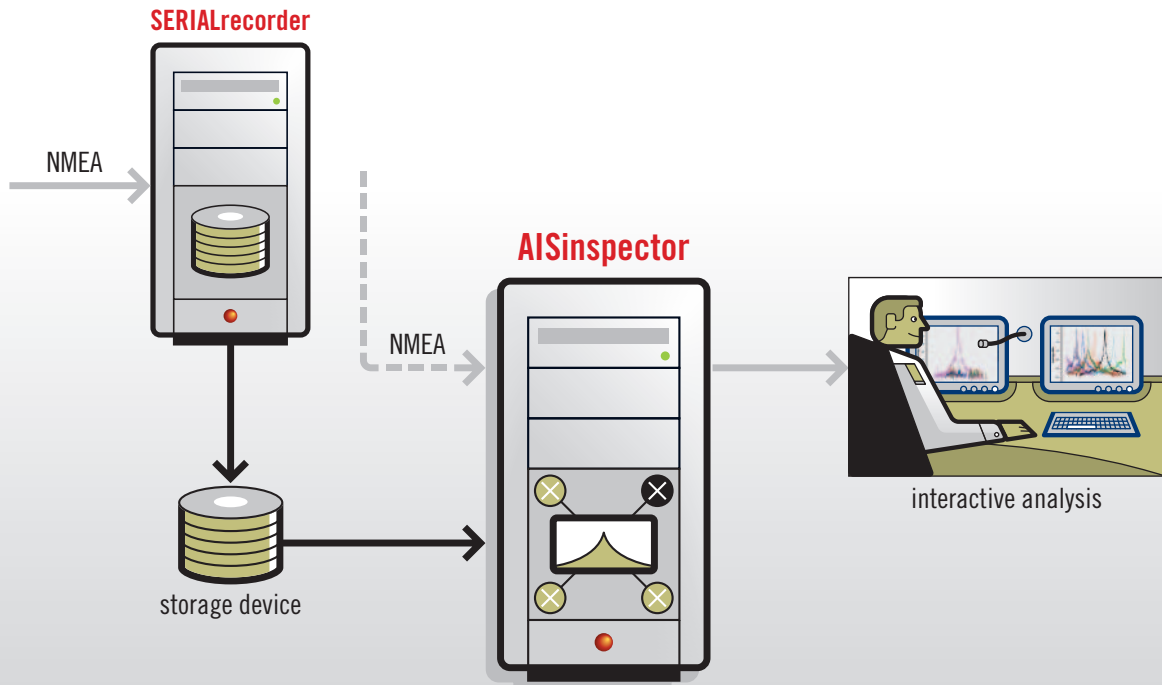 SERIALrecorder
NMEA
AISinspector
NMEA
interactive analysis
storage device